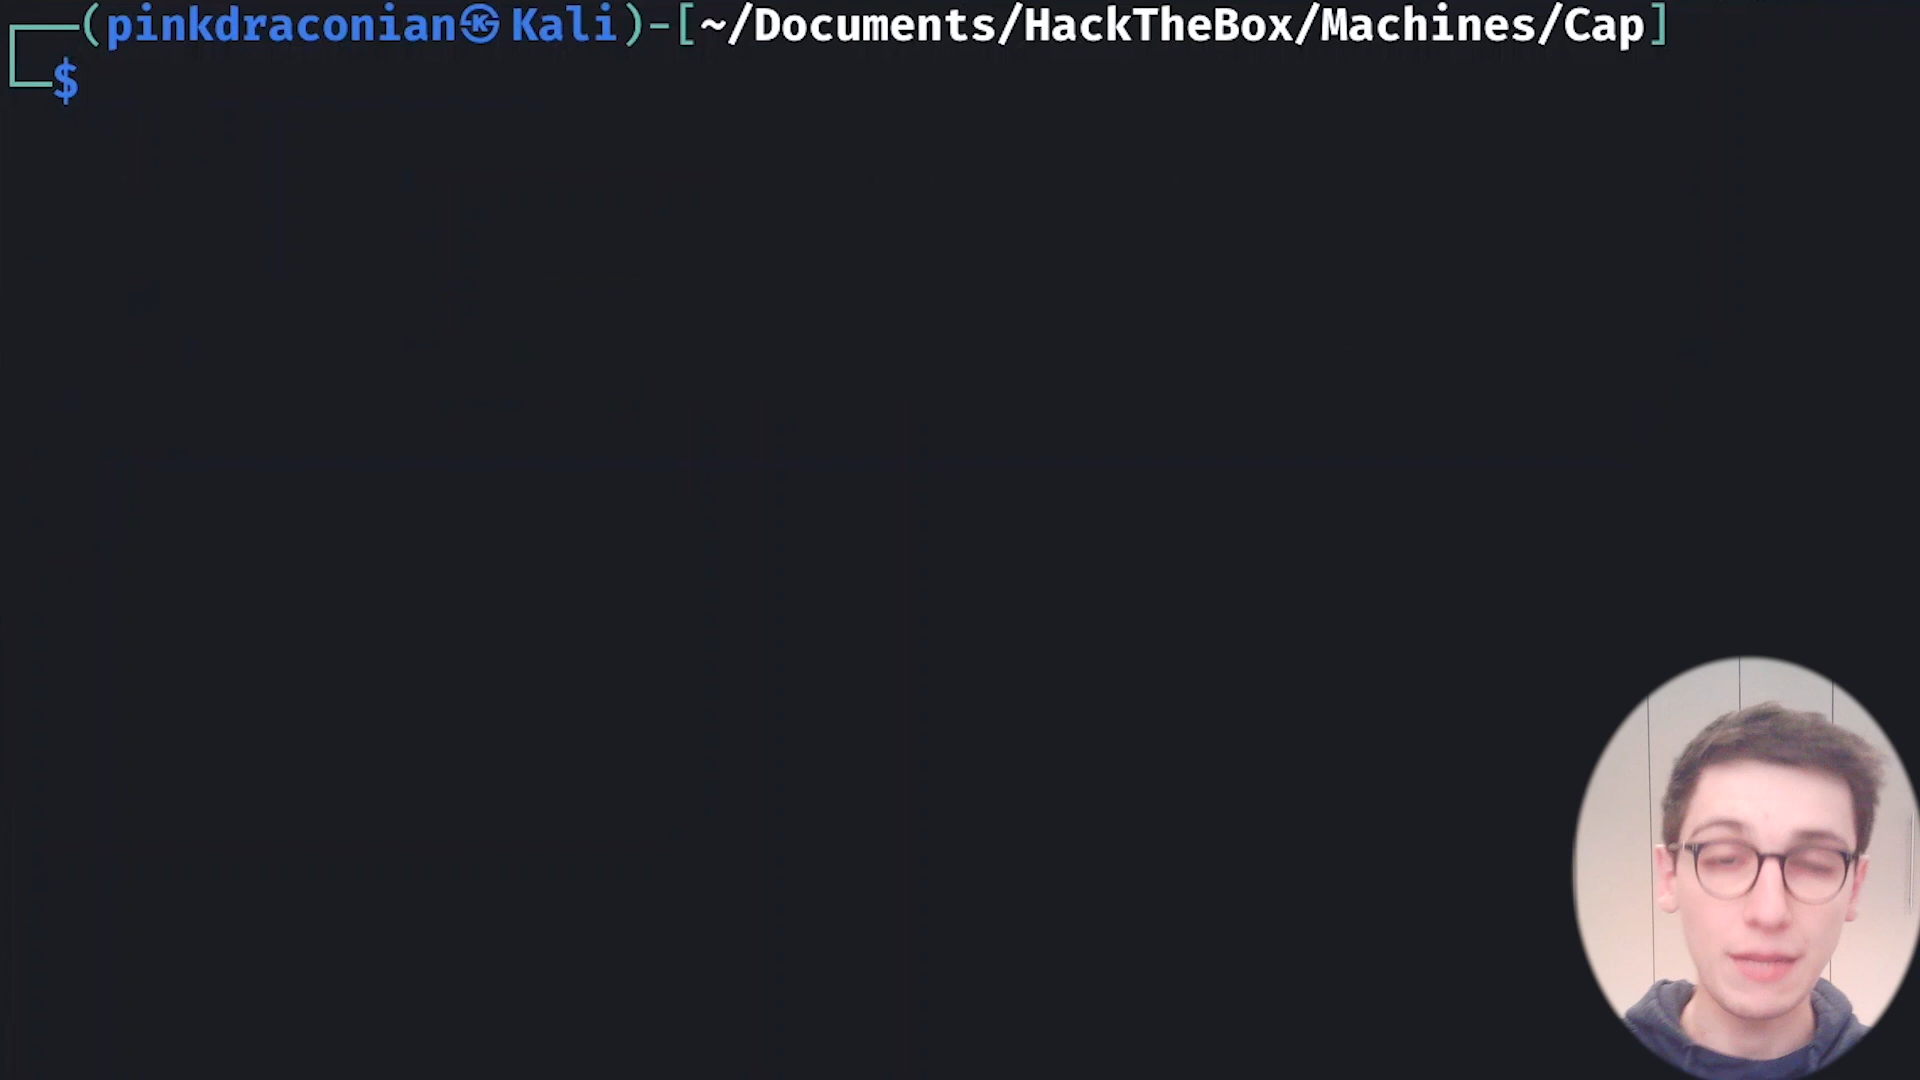 ┌──(pinkdraconian㉿Kali)-[~/Documents/HackTheBox/Machines/Cap]
└─$